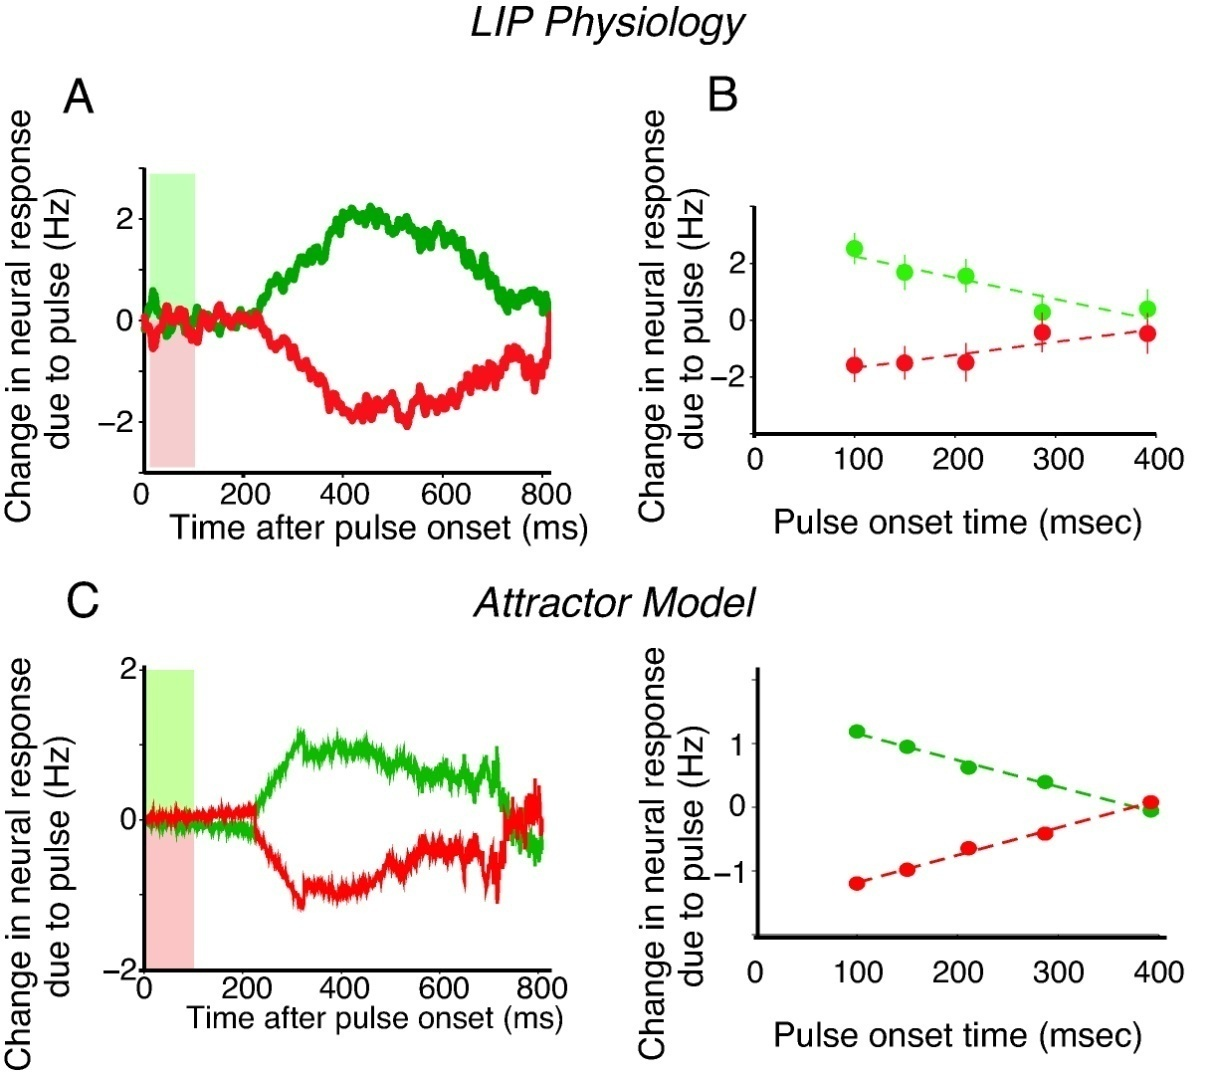 LIP Physiology
A
Change in neural response
due to pulse (Hz)
2
0
−2
0 200 400 600 800
Time after pulse onset (ms)
B
Change in neural response
due to pulse (Hz)
2
0
−2
0 100 200 300 400
Pulse onset time (msec)
Attractor Model
C
Change in neural response
due to pulse (Hz)
2
0
−2
0 200 400 600 800
Time after pulse onset (ms)
Change in neural response
due to pulse (Hz)
1
0
−1
0 100 200 300 400
Pulse onset time (msec)